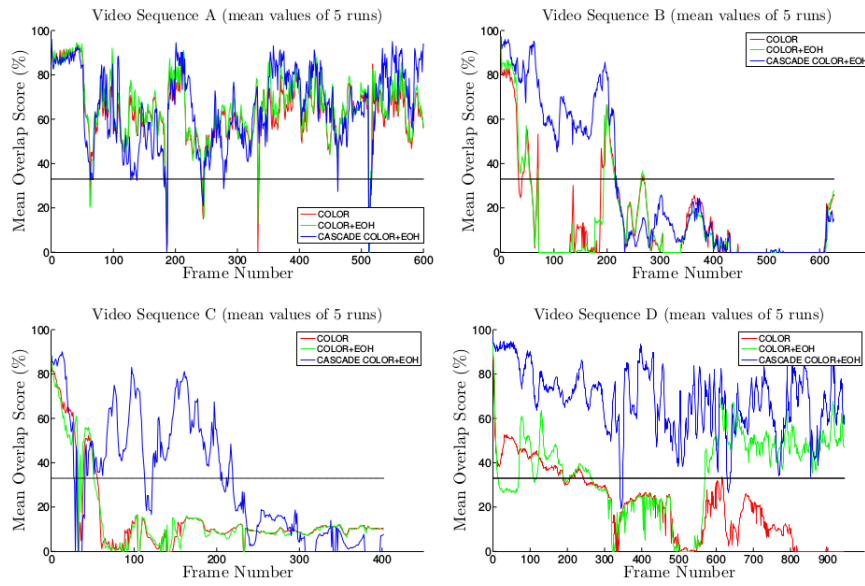 Video Sequence A (mean values of 5 runs)
Mean Overlap Score (%)
100
80
60
40
20
0
COLOR
COLOR+EOH
CASCADE COLOR+EOH
0 100 200 300 400 500 600
Frame Number
Video Sequence B (mean values of 5 runs)
Mean Overlap Score (%)
100
80
60
40
20
0
COLOR
COLOR+EOH
CASCADE COLOR+EOH
0 100 200 300 400 500 600
Frame Number
Video Sequence C (mean values of 5 runs)
Mean Overlap Score (%)
100
80
60
40
20
0
COLOR
COLOR+EOH
CASCADE COLOR+EOH
0 100 200 300 400
Frame Number
Video Sequence D (mean values of 5 runs)
Mean Overlap Score (%)
100
80
60
40
20
0
COLOR
COLOR+EOH
CASCADE COLOR+EOH
0 100 200 300 400 500 600 700 800 900
Frame Number